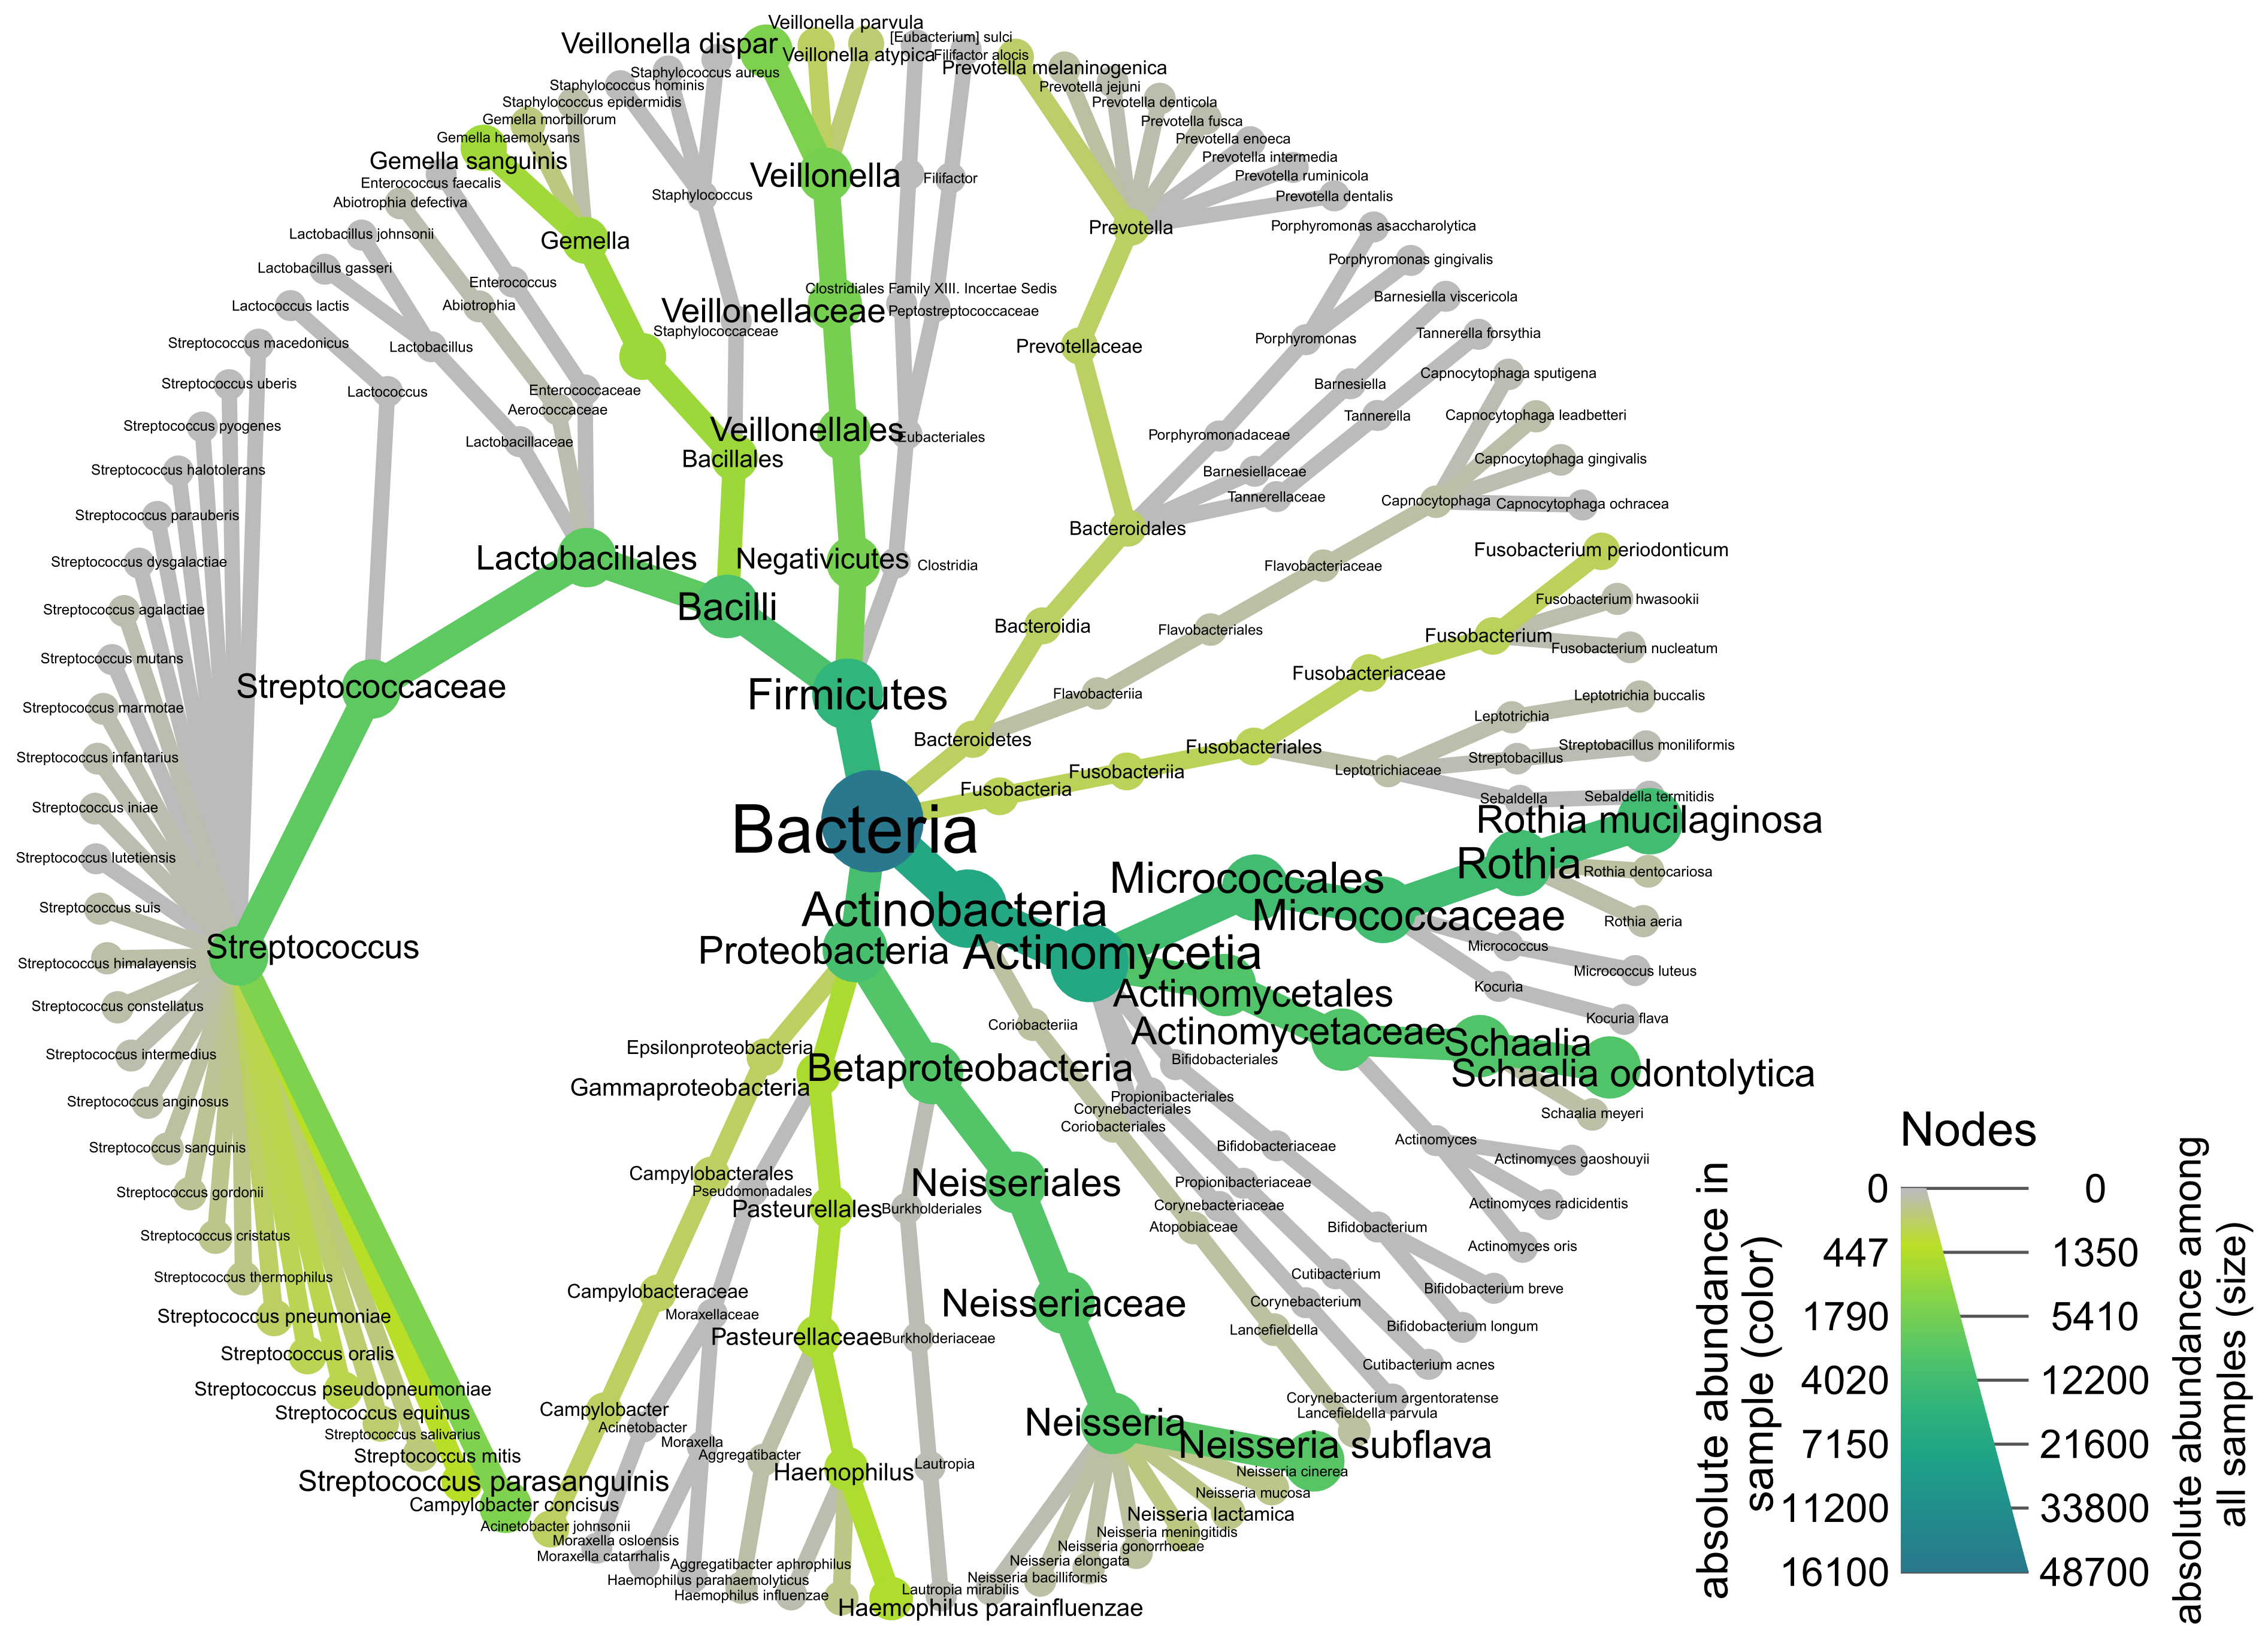 Veillonella parvula
Veillonella dispar
Veillonella atypica
[Eubacterium] sulci
Filifactor alocis
Prevotella melaninogenica
Staphylococcus aureus
Staphylococcus hominis
Staphylococcus epidermidis
Gemella morbillorum
Gemella haemolysans
Gemella sanguinis
Enterococcus faecalis
Abiotrophia defectiva
Lactobacillus johnsonii
Lactobacillus gasseri
Lactococcus lactis
Streptococcus macedonicus
Streptococcus uberis
Streptococcus pyogenes
Streptococcus halotolerans
Streptococcus parauberis
Streptococcus dysgalactiae
Streptococcus agalactiae
Streptococcus mutans
Streptococcus marmotae
Streptococcus infantarius
Streptococcus iniae
Streptococcus lutetiensis
Streptococcus suis
Streptococcus himalayensis
Streptococcus constellatus
Streptococcus intermedius
Streptococcus anginosus
Streptococcus sanguinis
Streptococcus gordonii
Streptococcus cristatus
Streptococcus thermophilus
Streptococcus pneumoniae
Streptococcus oralis
Streptococcus pseudopneumoniae
Streptococcus equinus
Streptococcus salivarius
Streptococcus mitis
Streptococcus parasanguinis
Campylobacter concisus
Acinetobacter johnsonii
Moraxella osloensis
Moraxella catarrhalis
Aggregatibacter aphrophilus
Haemophilus parahaemolyticus
Haemophilus influenzae
Haemophilus parainfluenzae
Lautropia mirabilis
Neisseria bacilliformis
Neisseria elongata
Neisseria gonorrhoeae
Neisseria meningitidis
Neisseria lactamica
Neisseria mucosa
Neisseria cinerea
Neisseria subflava
Lancefieldella parvula
Corynebacterium argentoratense
Cutibacterium acnes
Bifidobacterium longum
Bifidobacterium breve
Actinomyces oris
Actinomyces radicidentis
Actinomyces gaoshouyii
Schaalia meyeri
Schaalia odontolytica
Kocuria flava
Micrococcus luteus
Rothia aeria
Rothia dentocariosa
Rothia mucilaginosa
Sebaldella termitidis
Streptobacillus moniliformis
Leptotrichia buccalis
Fusobacterium nucleatum
Fusobacterium hwasookii
Fusobacterium periodonticum
Capnocytophaga ochracea
Capnocytophaga gingivalis
Capnocytophaga leadbetteri
Capnocytophaga sputigena
Tannerella forsythia
Barnesiella viscericola
Porphyromonas gingivalis
Porphyromonas asaccharolytica
Prevotella dentalis
Prevotella ruminicola
Prevotella intermedia
Prevotella enoeca
Prevotella fusca
Prevotella denticola
Prevotella jejuni
Staphylococcus
Veillonella
Filifactor
Prevotella
Gemella
Enterococcus
Abiotrophia
Lactobacillus
Lactococcus
Clostridiales Family XIII. Incertae Sedis
Veillonellaceae
Peptostreptococcaceae
Staphylococcaceae
Prevotellaceae
Porphyromonas
Barnesiella
Tannerella
Enterococcaceae
Aerococcaceae
Lactobacillaceae
Veillonellales
Eubacteriales
Bacillales
Porphyromonadaceae
Barnesiellaceae
Tannerellaceae
Capnocytophaga
Bacteroidales
Lactobacillales
Negativicutes
Clostridia
Flavobacteriaceae
Bacilli
Bacteroidia
Flavobacteriales
Fusobacterium
Fusobacteriaceae
Streptococcaceae
Firmicutes
Flavobacteriia
Leptotrichia
Bacteroidetes
Fusobacteriales
Streptobacillus
Fusobacteriia
Leptotrichiaceae
Fusobacteria
Sebaldella
Bacteria
Rothia
Micrococcales
Actinobacteria
Micrococcaceae
Streptococcus
Proteobacteria
Actinomycetia
Micrococcus
Kocuria
Actinomycetales
Coriobacteriia
Actinomycetaceae
Schaalia
Epsilonproteobacteria
Bifidobacteriales
Betaproteobacteria
Gammaproteobacteria
Propionibacteriales
Corynebacteriales
Coriobacteriales
Actinomyces
Bifidobacteriaceae
Campylobacterales
Pseudomonadales
Neisseriales
Propionibacteriaceae
Pasteurellales
Burkholderiales
Corynebacteriaceae
Atopobiaceae
Bifidobacterium
Cutibacterium
Campylobacteraceae
Neisseriaceae
Corynebacterium
Moraxellaceae
Lancefieldella
Pasteurellaceae
Burkholderiaceae
Campylobacter
Acinetobacter
Neisseria
Moraxella
Aggregatibacter
Haemophilus
Lautropia
Nodes
absolute abundance in
sample (color)
0
447
1790
4020
7150
11200
16100
0
1350
5410
12200
21600
33800
48700
absolute abundance among
all samples (size)